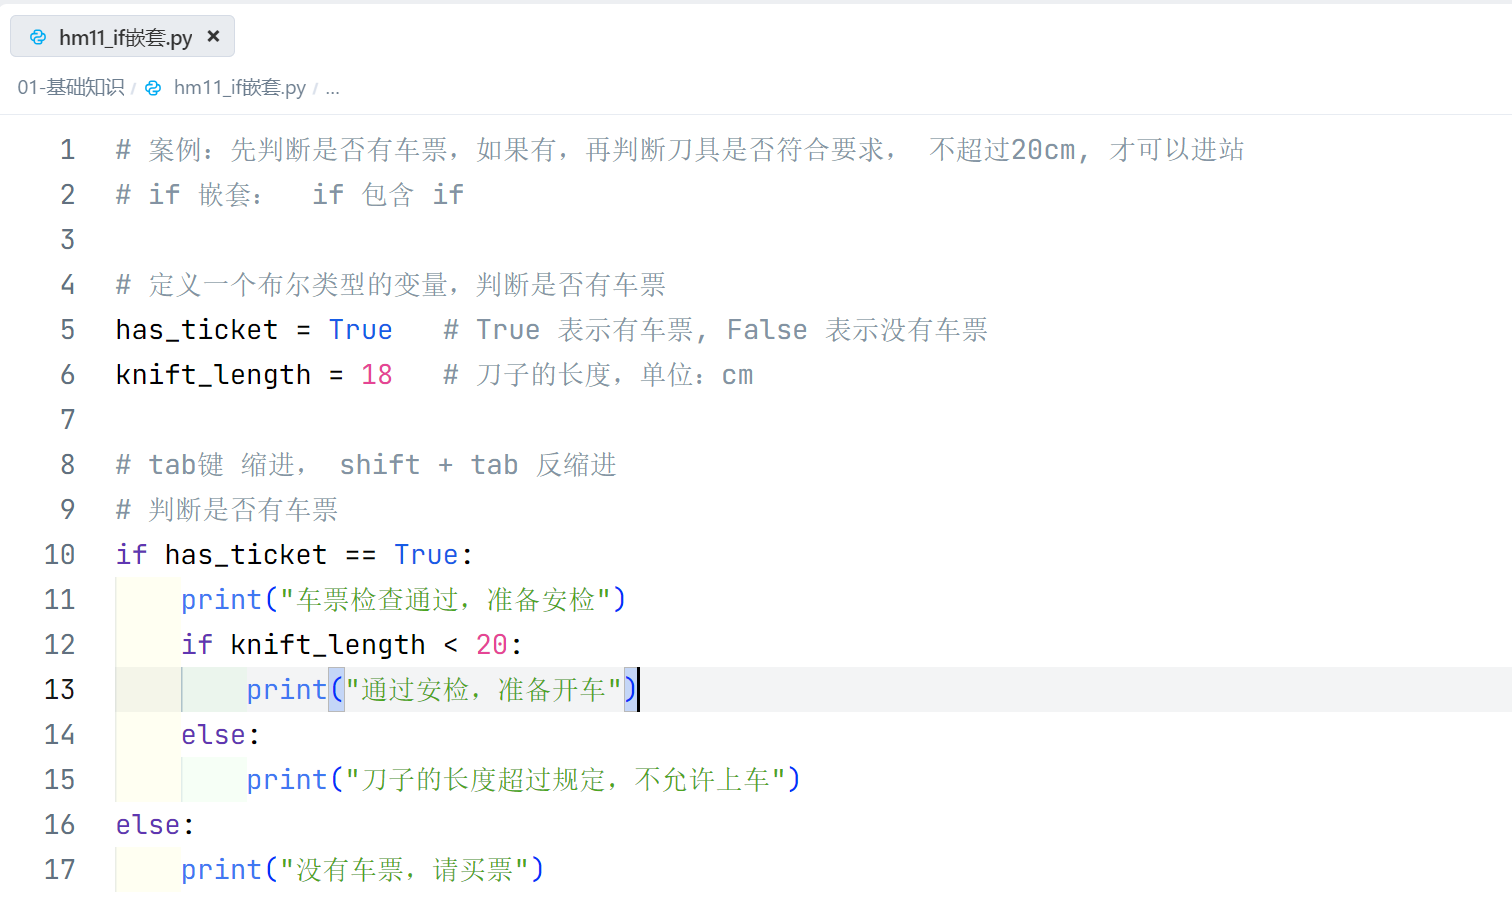 hm11_if嵌套.py ×
01-基础知识 / hm11_if嵌套.py / ...
1 # 案例：先判断是否有车票，如果有，再判断刀具是否符合要求， 不超过20cm, 才可以进站
2 # if 嵌套：  if 包含 if
3
4 # 定义一个布尔类型的变量，判断是否有车票
5 has_ticket = True   # True 表示有车票, False 表示没有车票
6 knift_length = 18   # 刀子的长度，单位：cm
7
8 # tab键 缩进， shift + tab 反缩进
9 # 判断是否有车票
10 if has_ticket == True:
11     print("车票检查通过，准备安检")
12     if knift_length < 20:
13         print("通过安检，准备开车")
14     else:
15         print("刀子的长度超过规定，不允许上车")
16 else:
17     print("没有车票，请买票")